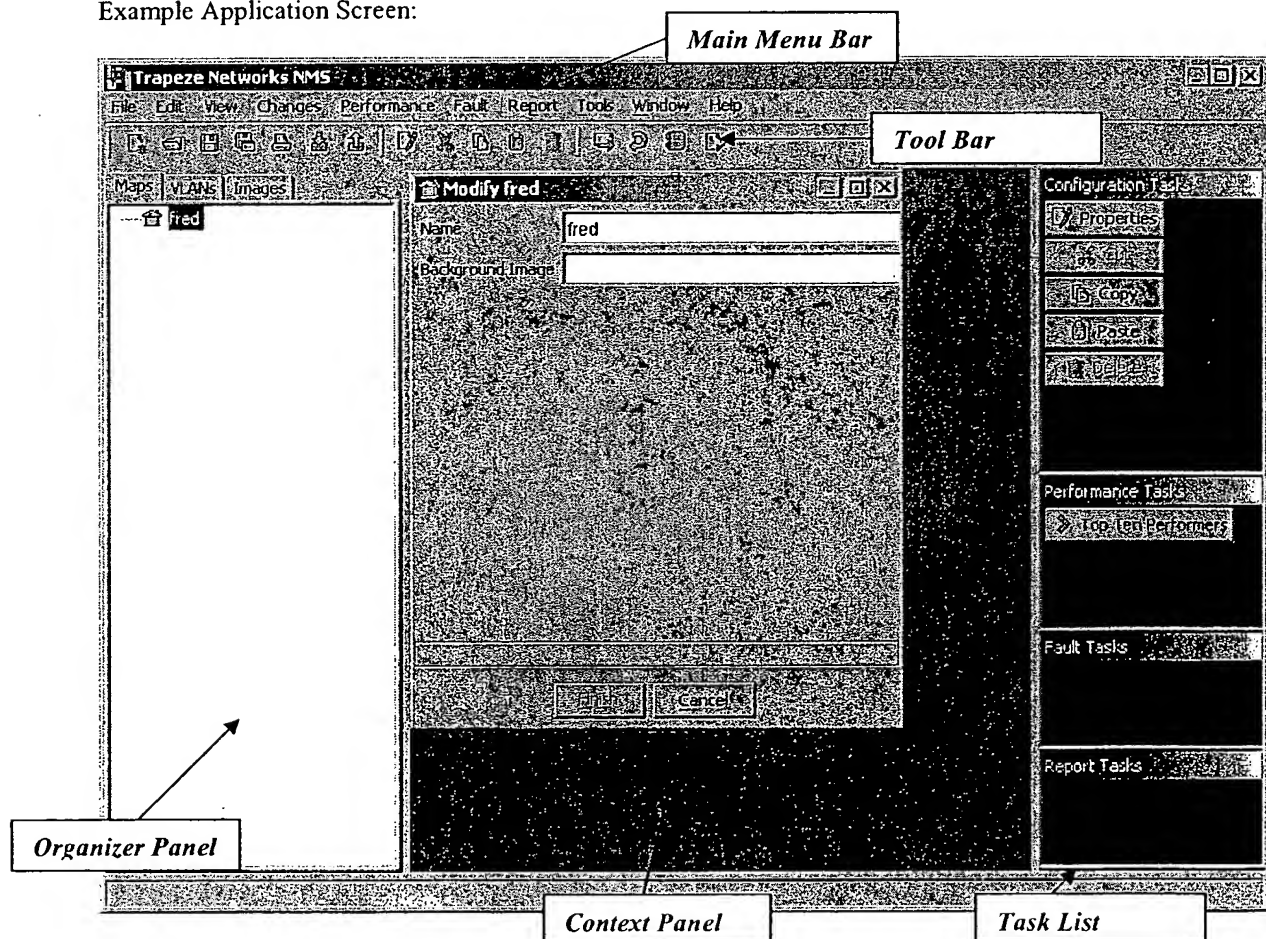 Example Application Screen:
Main Menu Bar
Trapeze Networks NMS
File Edit View Changes Performance Fault Report Tools Window Help
Tool Bar
Maps VLANs Images
fred
Modify fred
Name fred
Background Image
Cancel
Configuration Tasks
Properties
Copy
Paste
Delete
Performance Tasks
Top Ten Performers
Fault Tasks
Report Tasks
Organizer Panel
Context Panel
Task List